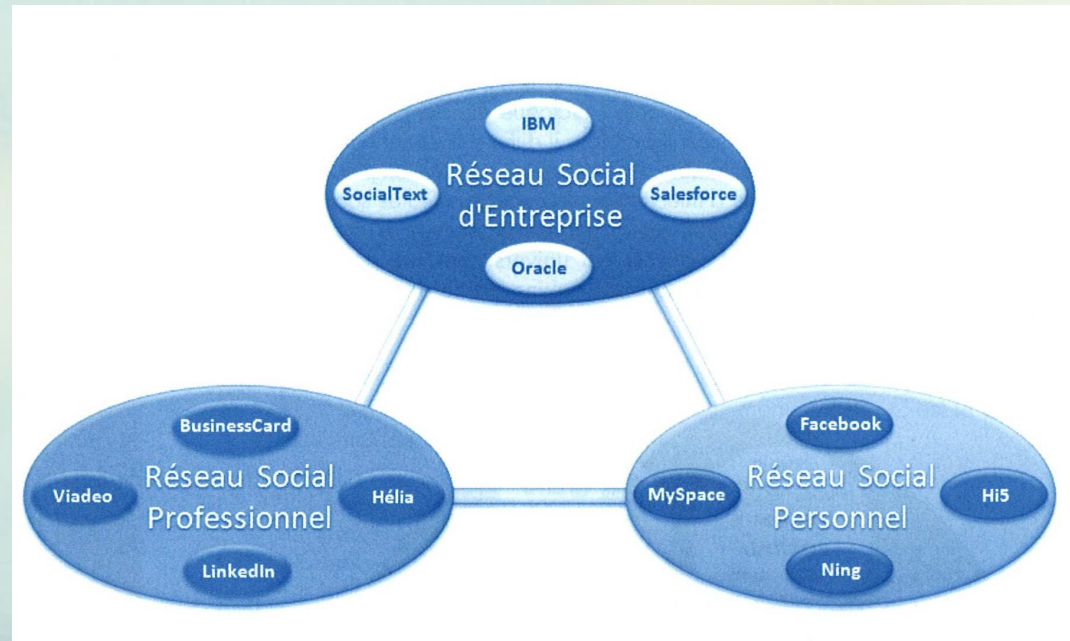 IBM
SocialText
Réseau Social
d'Entreprise
Salesforce
Oracle
BusinessCard
Viadeo
Réseau Social
Professionnel
Hélia
LinkedIn
Facebook
MySpace
Réseau Social
Personnel
Hi5
Ning